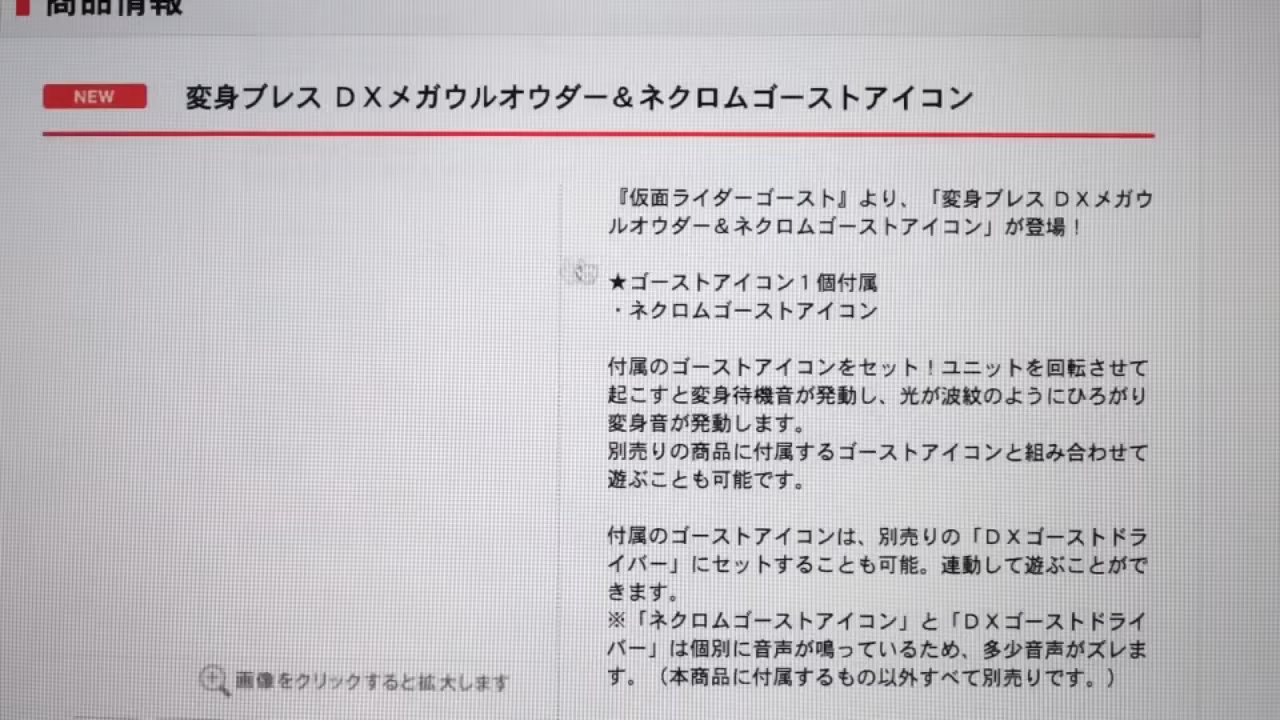 商品情報
NEW 変身ブレス ＤＸメガウルオウダー＆ネクロムゴーストアイコン
『仮面ライダーゴースト』より、「変身ブレス ＤＸメガウ
ルオウダー＆ネクロムゴーストアイコン」が登場！
★ゴーストアイコン１個付属
・ネクロムゴーストアイコン
付属のゴーストアイコンをセット！ユニットを回転させて
起こすと変身待機音が発動し、光が波紋のようにひろがり
変身音が発動します。
別売りの商品に付属するゴーストアイコンと組み合わせて
遊ぶことも可能です。
付属のゴーストアイコンは、別売りの「ＤＸゴーストドラ
イバー」にセットすることも可能。連動して遊ぶことがで
きます。
※「ネクロムゴーストアイコン」と「ＤＸゴーストドライ
バー」は個別に音声が鳴っているため、多少音声がズレま
す。（本商品に付属するもの以外すべて別売りです。）
画像をクリックすると拡大します